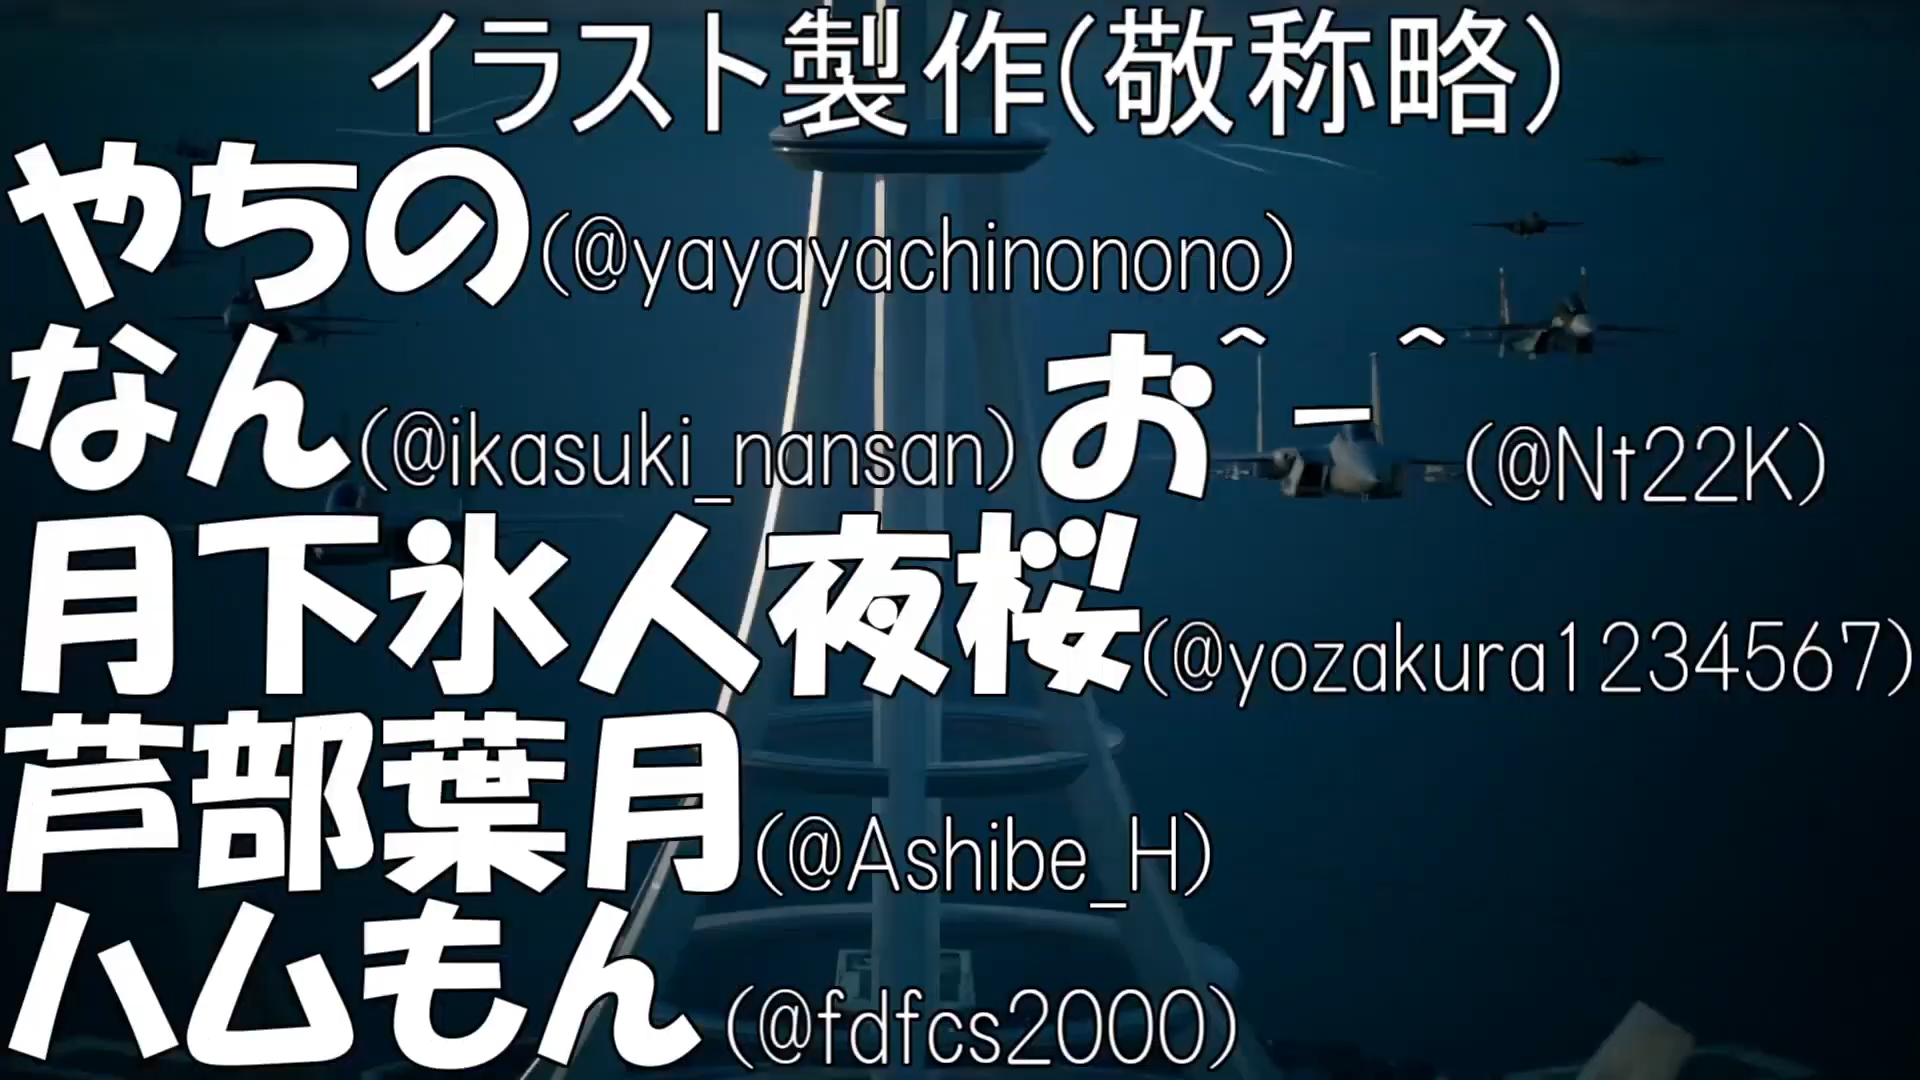 イラスト製作(敬称略)
やちの(@yayayachinonono)
なん(@ikasuki_nansan) お^-^(@Nt22K)
月下氷人夜桜(@yozakura1234567)
芦部葉月(@Ashibe_H)
ハムもん(@fdfcs2000)